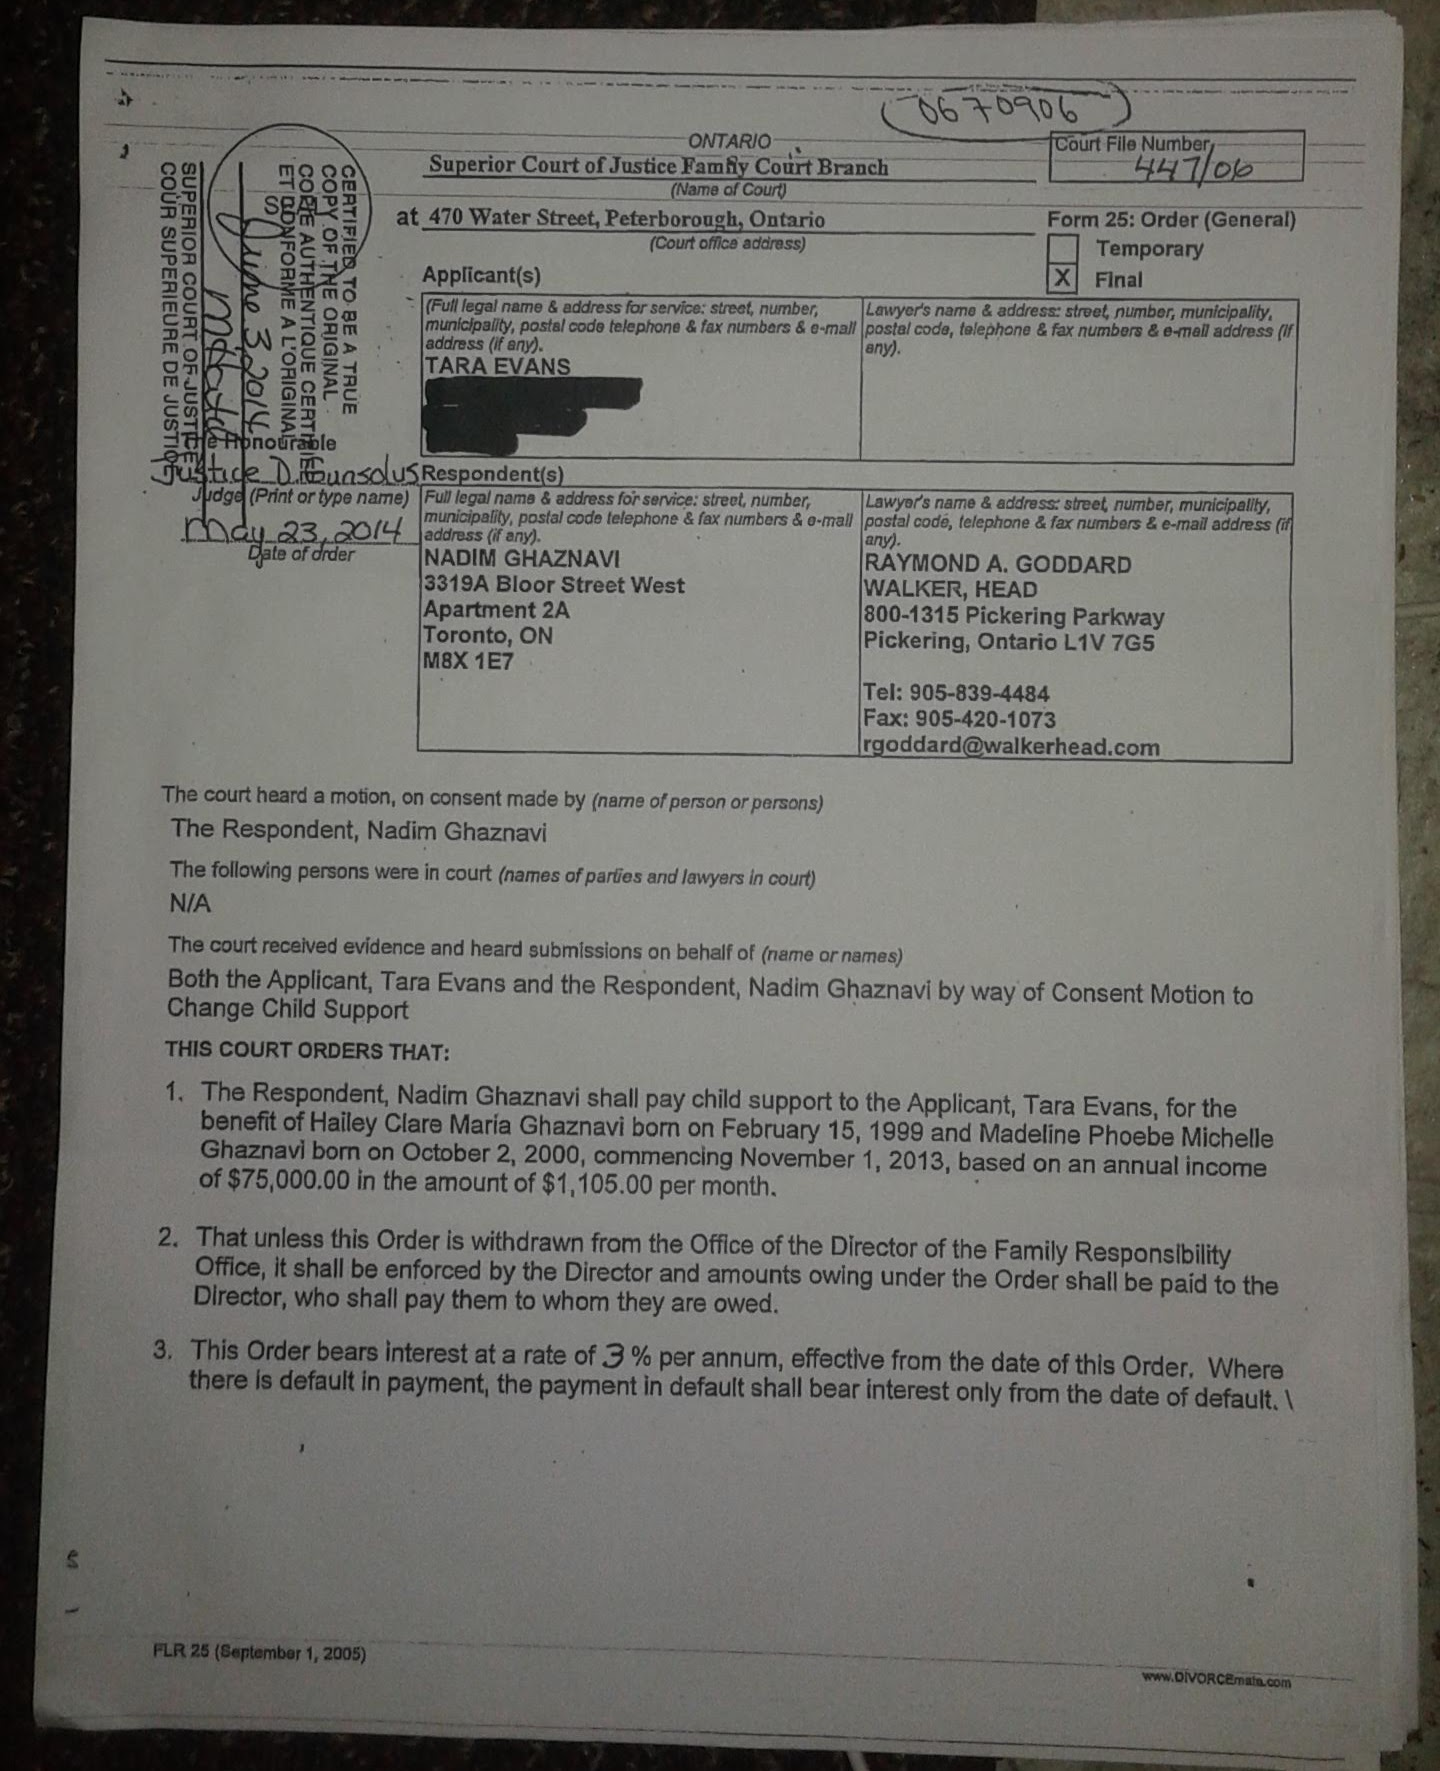 0670906
ONTARIO
Court File Number
447/06
Superior Court of Justice Family Court Branch
(Name of Court)
at 470 Water Street, Peterborough, Ontario
(Court office address)
Form 25: Order (General)
Temporary
X Final
CERTIFIED TO BE A TRUE
COPY OF THE ORIGINAL
COPIE AUTHENTIQUE CERTIFIÉE
ET CONFORME A L'ORIGINAL
June 3, 2014
SUPERIOR COURT OF JUSTICE
COUR SUPERIEURE DE JUSTICE
Applicant(s)
(Full legal name & address for service: street, number,
municipality, postal code telephone & fax numbers & e-mail
address (if any).
TARA EVANS
Lawyer's name & address: street, number, municipality,
postal code, telephone & fax numbers & e-mail address (if
any).
Honourable
Justice D.
Judge (Print or type name)
May 23, 2014
Date of order
Respondent(s)
Full legal name & address for service: street, number,
municipality, postal code telephone & fax numbers & e-mail
address (if any).
NADIM GHAZNAVI
3319A Bloor Street West
Apartment 2A
Toronto, ON
M8X 1E7
Lawyer's name & address: street, number, municipality,
postal code, telephone & fax numbers & e-mail address (if
any).
RAYMOND A. GODDARD
WALKER, HEAD
800-1315 Pickering Parkway
Pickering, Ontario L1V 7G5
Tel: 905-839-4484
Fax: 905-420-1073
rgoddard@walkerhead.com
The court heard a motion, on consent made by (name of person or persons)
The Respondent, Nadim Ghaznavi
The following persons were in court (names of parties and lawyers in court)
N/A
The court received evidence and heard submissions on behalf of (name or names)
Both the Applicant, Tara Evans and the Respondent, Nadim Ghaznavi by way of Consent Motion to
Change Child Support
THIS COURT ORDERS THAT:
1. The Respondent, Nadim Ghaznavi shall pay child support to the Applicant, Tara Evans, for the
benefit of Hailey Clare Maria Ghaznavi born on February 15, 1999 and Madeline Phoebe Michelle
Ghaznavi born on October 2, 2000, commencing November 1, 2013, based on an annual income
of $75,000.00 in the amount of $1,105.00 per month.
2. That unless this Order is withdrawn from the Office of the Director of the Family Responsibility
Office, it shall be enforced by the Director and amounts owing under the Order shall be paid to the
Director, who shall pay them to whom they are owed.
3. This Order bears interest at a rate of 3 % per annum, effective from the date of this Order. Where
there is default in payment, the payment in default shall bear interest only from the date of default. \
FLR 25 (September 1, 2005)
www.DIVORCEmate.com